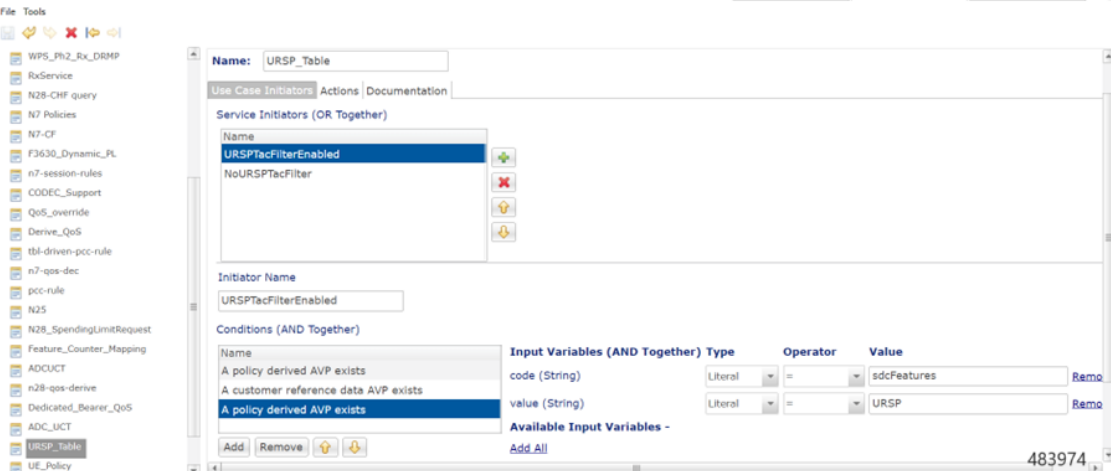 File Tools
WPS_Ph2_Rx_DRMP
RxService
N28-CHF query
N7 Policies
N7-CF
F3630_Dynamic_PL
n7-session-rules
CODEC_Support
QoS_override
Derive_QoS
tbl-driven-pcc-rule
n7-qos-dec
pcc-rule
N25
N28_SpendingLimitRequest
Feature_Counter_Mapping
ADCUCT
n28-qos-derive
Dedicated_Bearer_QoS
ADC_UCT
URSP_Table
UE_Policy
Name: URSP_Table
Use Case Initiators Actions Documentation
Service Initiators (OR Together)
Name
URSPTacFilterEnabled
NoURSPTacFilter
Initiator Name
URSPTacFilterEnabled
Conditions (AND Together)
Name
A policy derived AVP exists
A customer reference data AVP exists
A policy derived AVP exists
Add Remove
Input Variables (AND Together) Type Operator Value
code (String) Literal = sdcFeatures Remo
value (String) Literal = URSP Remo
Available Input Variables -
Add All
483974